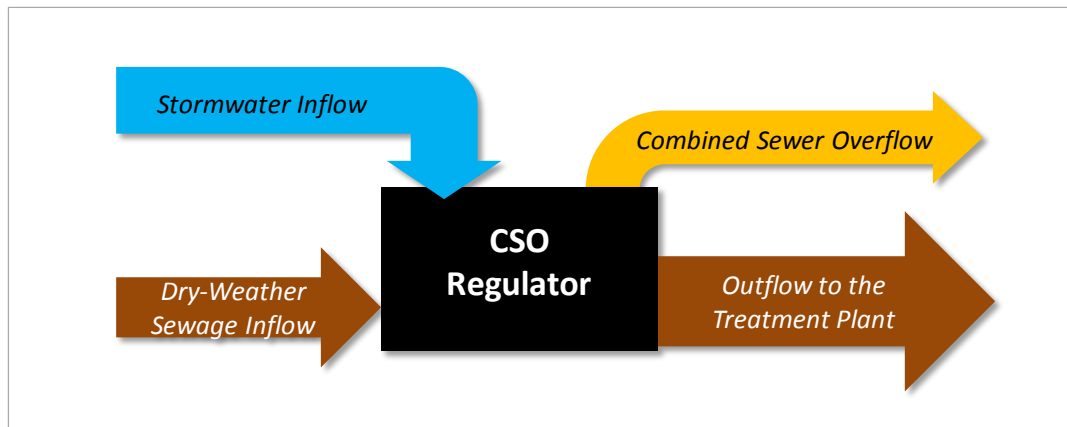 Stormwater Inflow
Combined Sewer Overflow
CSO
Regulator
Dry-Weather
Sewage Inflow
Outflow to the
Treatment Plant